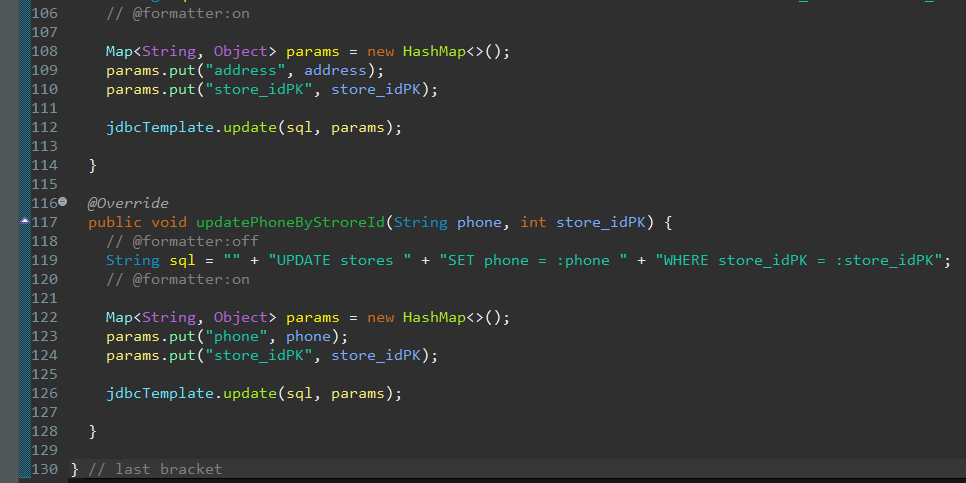 106 // @formatter:on
107
108 Map<String, Object> params = new HashMap<>();
109 params.put("address", address);
110 params.put("store_idPK", store_idPK);
111
112 jdbcTemplate.update(sql, params);
113
114 }
115
116 @Override
117 public void updatePhoneByStroreId(String phone, int store_idPK) {
118 // @formatter:off
119 String sql = "" + "UPDATE stores " + "SET phone = :phone " + "WHERE store_idPK = :store_idPK";
120 // @formatter:on
121
122 Map<String, Object> params = new HashMap<>();
123 params.put("phone", phone);
124 params.put("store_idPK", store_idPK);
125
126 jdbcTemplate.update(sql, params);
127
128 }
129
130 } // last bracket